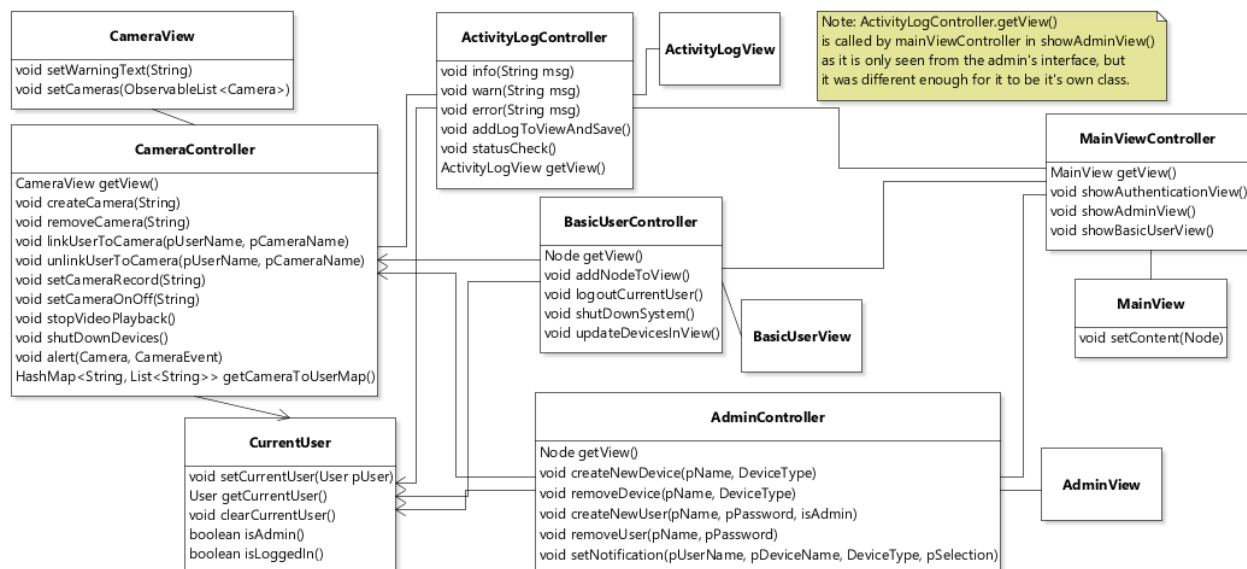 CameraView
void setWarningText(String)
void setCameras(ObservableList<Camera>)
CameraController
CameraView getView()
void createCamera(String)
void removeCamera(String)
void linkUserToCamera(pUserName, pCameraName)
void unlinkUserToCamera(pUserName, pCameraName)
void setCameraRecord(String)
void setCameraOnOff(String)
void stopVideoPlayback()
void shutDownDevices()
void alert(Camera, CameraEvent)
HashMap<String, List<String>> getCameraToUserMap()
CurrentUser
void setCurrentUser(User pUser)
User getCurrentUser()
void clearCurrentUser()
boolean isAdmin()
boolean isLoggedIn()
ActivityLogController
void info(String msg)
void warn(String msg)
void error(String msg)
void addLogToViewAndSave()
void statusCheck()
ActivityLogView getView()
ActivityLogView
Note: ActivityLogController.getView()
is called by mainViewController in showAdminView()
as it is only seen from the admin's interface, but
it was different enough for it to be it's own class.
BasicUserController
Node getView()
void addNodeToView()
void logoutCurrentUser()
void shutDownSystem()
void updateDevicesInView()
BasicUserView
MainViewController
MainView getView()
void showAuthenticationView()
void showAdminView()
void showBasicUserView()
MainView
void setContent(Node)
AdminController
Node getView()
void createNewDevice(pName, DeviceType)
void removeDevice(pName, DeviceType)
void createNewUser(pName, pPassword, isAdmin)
void removeUser(pName, pPassword)
void setNotification(pUserName, pDeviceName, DeviceType, pSelection)
AdminView